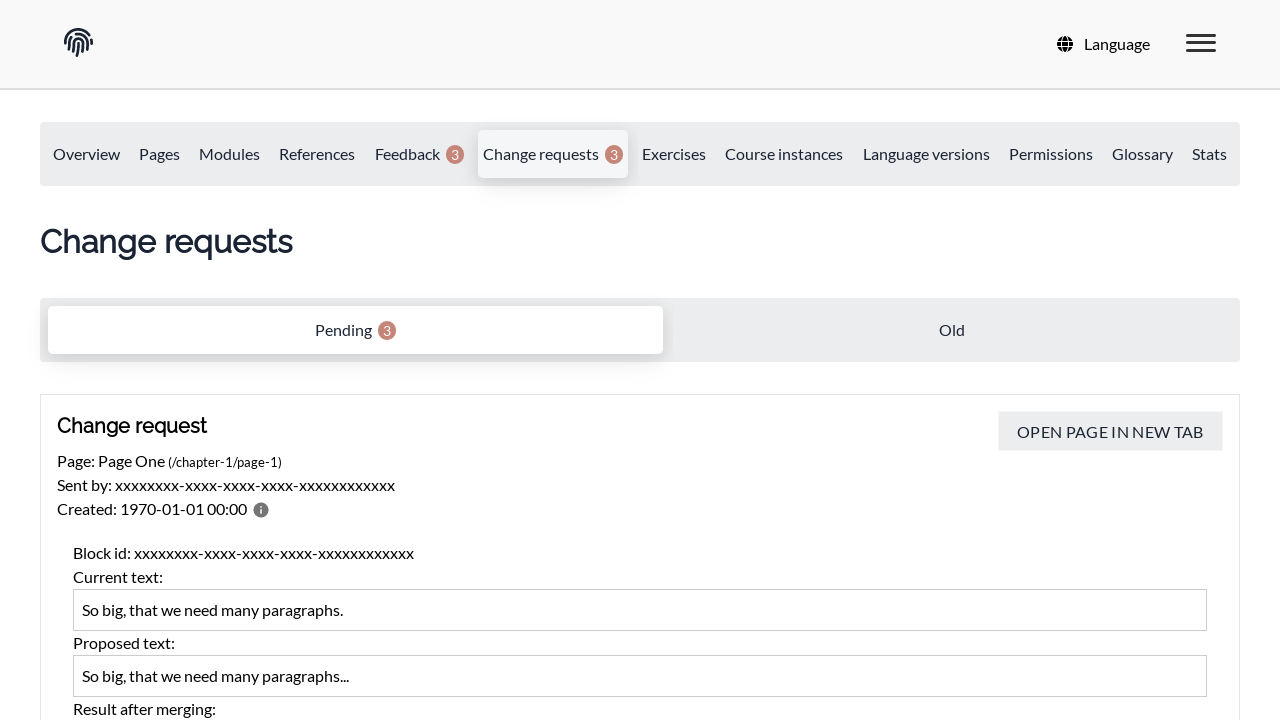 Language
Overview Pages Modules References Feedback 3 Change requests 3 Exercises Course instances Language versions Permissions Glossary Stats
Change requests
Pending 3 Old
Change request
OPEN PAGE IN NEW TAB
Page: Page One (/chapter-1/page-1)
Sent by: xxxxxxxx-xxxx-xxxx-xxxx-xxxxxxxxxxxx
Created: 1970-01-01 00:00
Block id: xxxxxxxx-xxxx-xxxx-xxxx-xxxxxxxxxxxx
Current text:
So big, that we need many paragraphs.
Proposed text:
So big, that we need many paragraphs...
Result after merging: